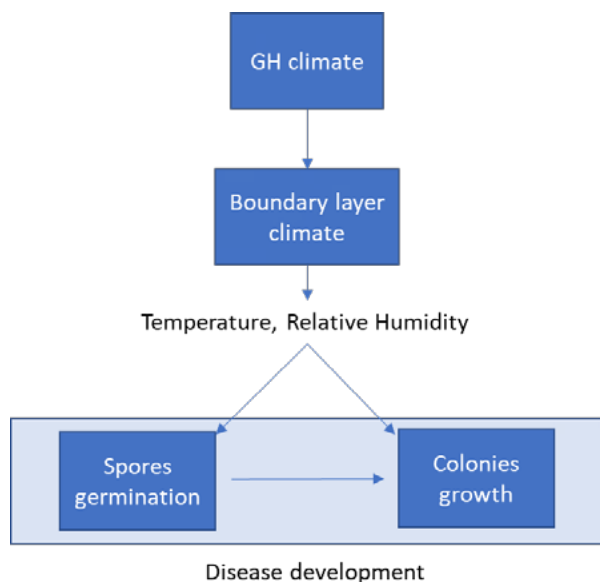 GH climate
Boundary layer
climate
Temperature, Relative Humidity
Spores
germination
Colonies
growth
Disease development